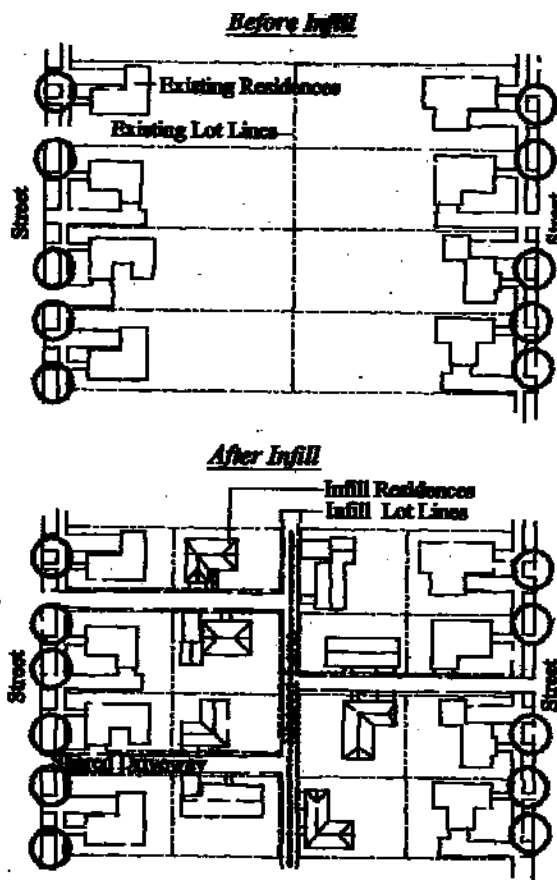 Before Infill
Existing Residences
Existing Lot Lines
Street
Street
After Infill
Infill Residences
Infill Lot Lines
Street
Street
Shared Driveway